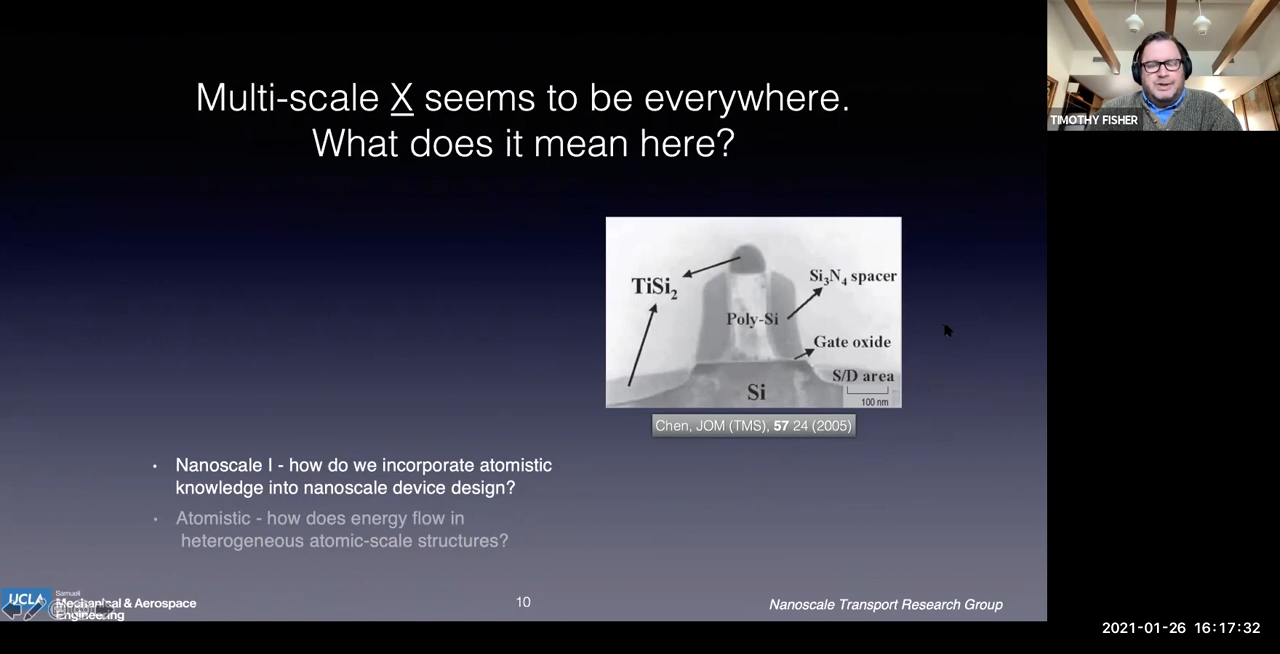 Multi-scale X seems to be everywhere.
What does it mean here?
TIMOTHY FISHER
TiSi2
Si3N4 spacer
Poly-Si
Gate oxide
S/D area
Si
100 nm
Chen, JOM (TMS), 57 24 (2005)
• Nanoscale I - how do we incorporate atomistic
knowledge into nanoscale device design?
• Atomistic - how does energy flow in
heterogeneous atomic-scale structures?
UCLA
Samueli
Mechanical & Aerospace
Engineering
10
Nanoscale Transport Research Group
2021-01-26 16:17:32